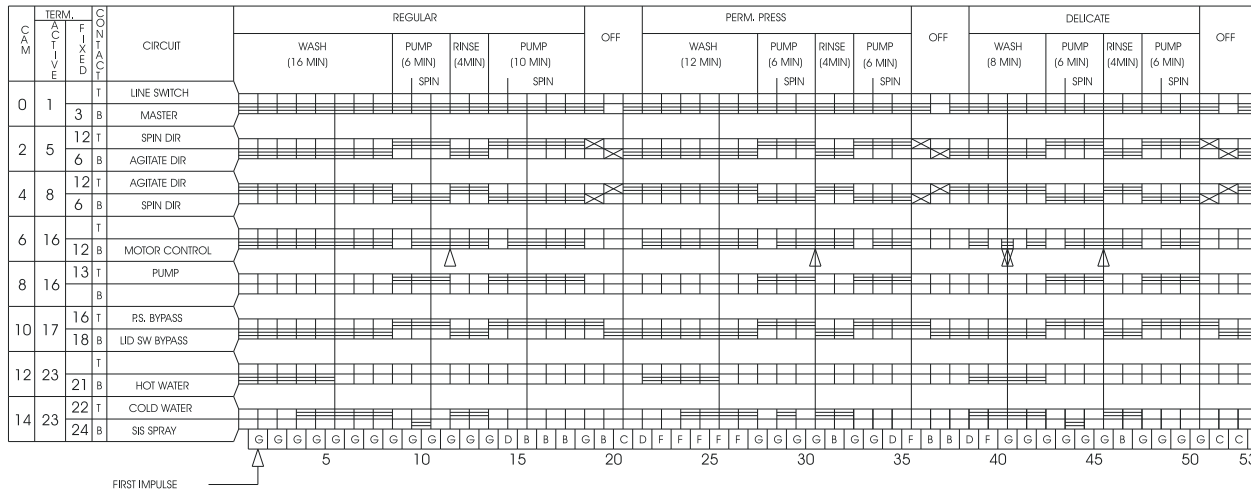 TERM.
CAM
ACTIVE
FIXED
CONTACT
CIRCUIT
REGULAR
OFF
PERM. PRESS
OFF
DELICATE
OFF
WASH
(16 MIN)
PUMP
(6 MIN)
SPIN
RINSE
(4MIN)
PUMP
(10 MIN)
SPIN
WASH
(12 MIN)
PUMP
(6 MIN)
SPIN
RINSE
(4MIN)
PUMP
(6 MIN)
SPIN
WASH
(8 MIN)
PUMP
(6 MIN)
SPIN
RINSE
(4MIN)
PUMP
(6 MIN)
SPIN
0 1 T LINE SWITCH
3 B MASTER
2 5 12 T SPIN DIR
6 B AGITATE DIR
4 8 12 T AGITATE DIR
6 B SPIN DIR
6 16 T
12 B MOTOR CONTROL
8 16 13 T PUMP
B
10 17 16 T P.S. BYPASS
18 B LID SW BYPASS
12 23 T
21 B HOT WATER
14 23 22 T COLD WATER
24 B SIS SPRAY
G G G G G G G G G G G G G D B B B G B C D F F F F F G G G G B G G D F B B D F G G G G G G B G G G G C C
5 10 15 20 25 30 35 40 45 50 53
FIRST IMPULSE